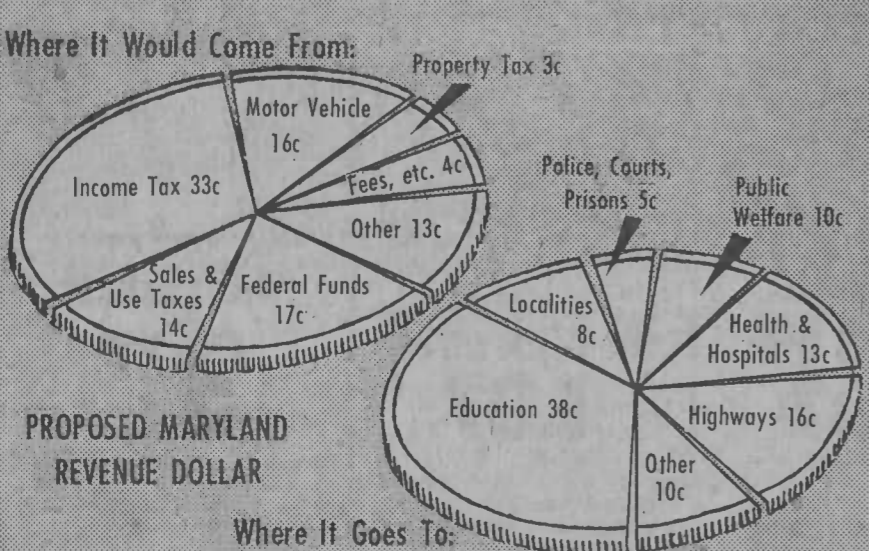 Where It Would Come From:
Property Tax 3c
Motor Vehicle
16c
Income Tax 33c
Fees, etc. 4c
Other 13c
Sales &
Use Taxes
14c
Federal Funds
17c
PROPOSED MARYLAND
REVENUE DOLLAR
Where It Goes To:
Police, Courts,
Prisons 5c
Public
Welfare 10c
Localities
8c
Health &
Hospitals 13c
Education 38c
Highways 16c
Other
10c